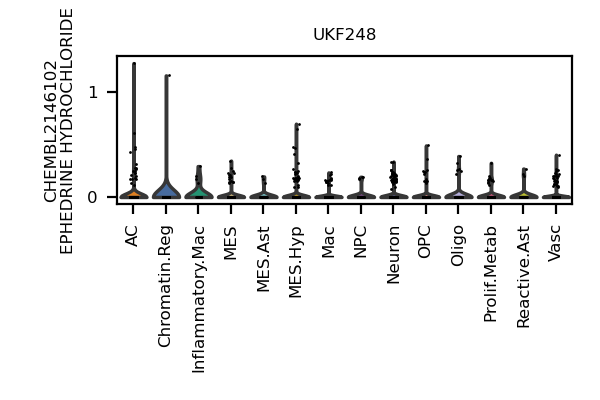 UKF248
CHEMBL2146102
EPHEDRINE HYDROCHLORIDE
1
0
AC
Chromatin.Reg
Inflammatory.Mac
MES
MES.Ast
MES.Hyp
Mac
NPC
Neuron
OPC
Oligo
Prolif.Metab
Reactive.Ast
Vasc